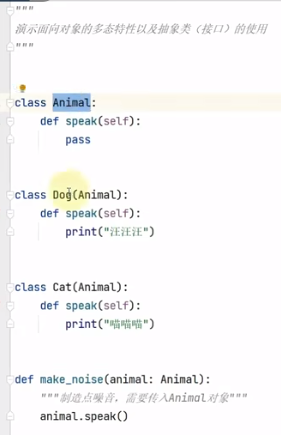 """
演示面向对象的多态特性以及抽象类（接口）的使用
"""
class Animal:
    def speak(self):
        pass
class Dog(Animal):
    def speak(self):
        print("汪汪汪")
class Cat(Animal):
    def speak(self):
        print("喵喵喵")
def make_noise(animal: Animal):
    """制造点噪音，需要传入Animal对象"""
    animal.speak()